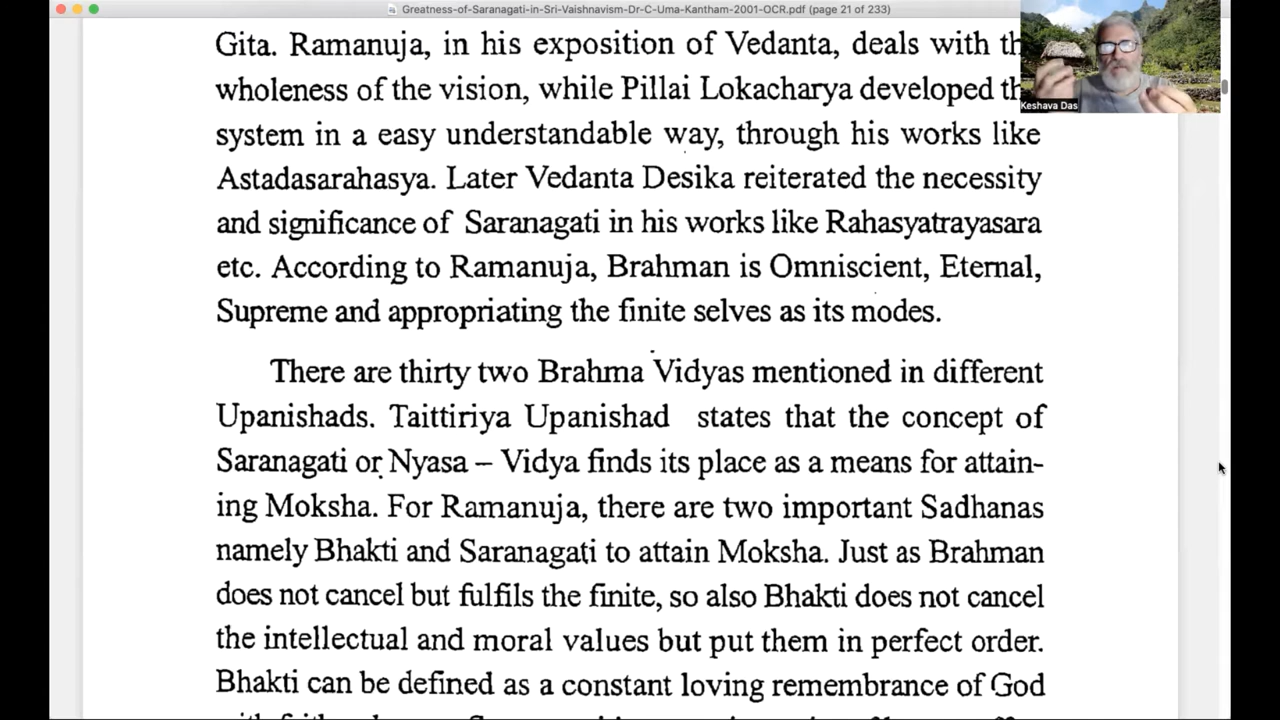 Greatness-of-Saranagati-in-Sri-Vaishnavism-Dr-C-Uma-Kantham-2001-OCR.pdf (page 21 of 233)
Gita. Ramanuja, in his exposition of Vedanta, deals with
wholeness of the vision, while Pillai Lokacharya developed
Keshava Das
system in a easy understandable way, through his works like
Astadasarahasya. Later Vedanta Desika reiterated the necessity
and significance of Saranagati in his works like Rahasyatrayasara
etc. According to Ramanuja, Brahman is Omniscient, Eternal,
Supreme and appropriating the finite selves as its modes.
There are thirty two Brahma Vidyas mentioned in different
Upanishads. Taittiriya Upanishad states that the concept of
Saranagati or Nyasa – Vidya finds its place as a means for attain-
ing Moksha. For Ramanuja, there are two important Sadhanas
namely Bhakti and Saranagati to attain Moksha. Just as Brahman
does not cancel but fulfils the finite, so also Bhakti does not cancel
the intellectual and moral values but put them in perfect order.
Bhakti can be defined as a constant loving remembrance of God